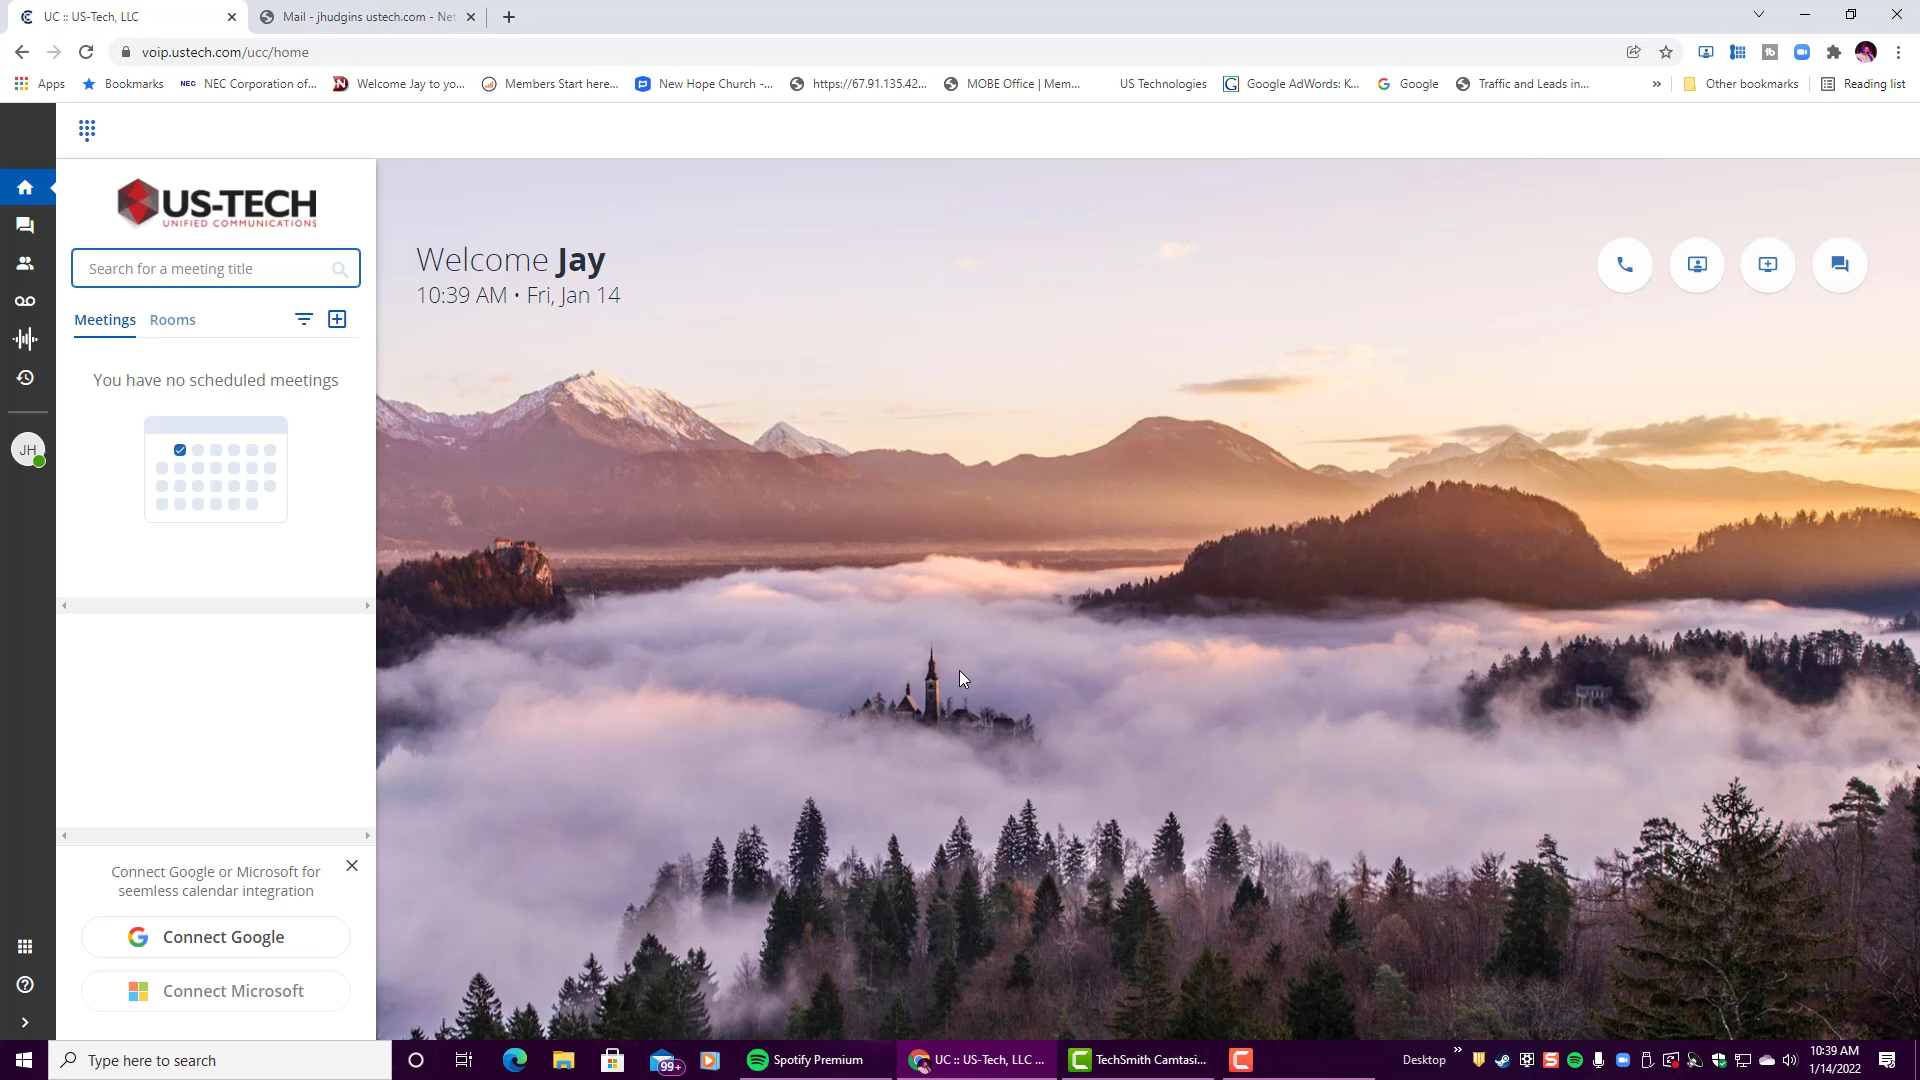 UC :: US-Tech, LLC
Mail - jhudgins ustech.com - Net
voip.ustech.com/ucc/home
Apps
Bookmarks
NEC
NEC Corporation of...
Welcome Jay to yo...
Members Start here...
New Hope Church -...
https://67.91.135.42...
MOBE Office | Mem...
US Technologies
Google AdWords: K...
Google
Traffic and Leads in...
»
Other bookmarks
Reading list
US-TECH
UNIFIED COMMUNICATIONS
Search for a meeting title
Meetings
Rooms
You have no scheduled meetings
JH
Welcome Jay
10:39 AM • Fri, Jan 14
Connect Google or Microsoft for
seemless calendar integration
Connect Google
Connect Microsoft
Type here to search
99+
Spotify Premium
UC :: US-Tech, LLC ...
TechSmith Camtasi...
Desktop
»
10:39 AM
1/14/2022